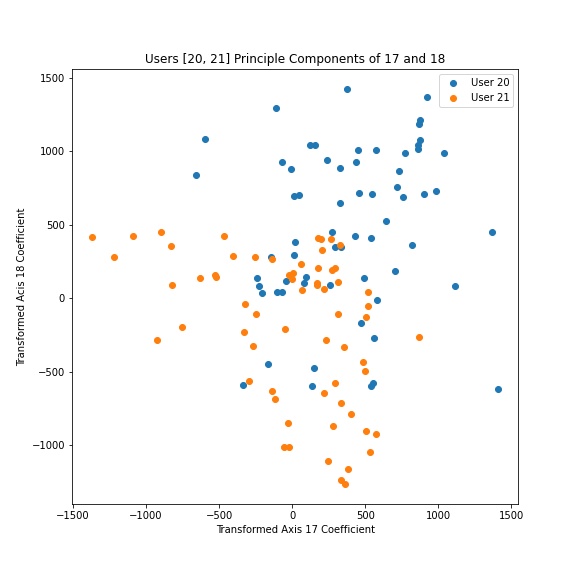 Users [20, 21] Principle Components of 17 and 18
User 20
User 21
1500
1000
500
0
−500
−1000
Transformed Acis 18 Coefficient
−1500
−1000
−500
0
500
1000
1500
Transformed Axis 17 Coefficient